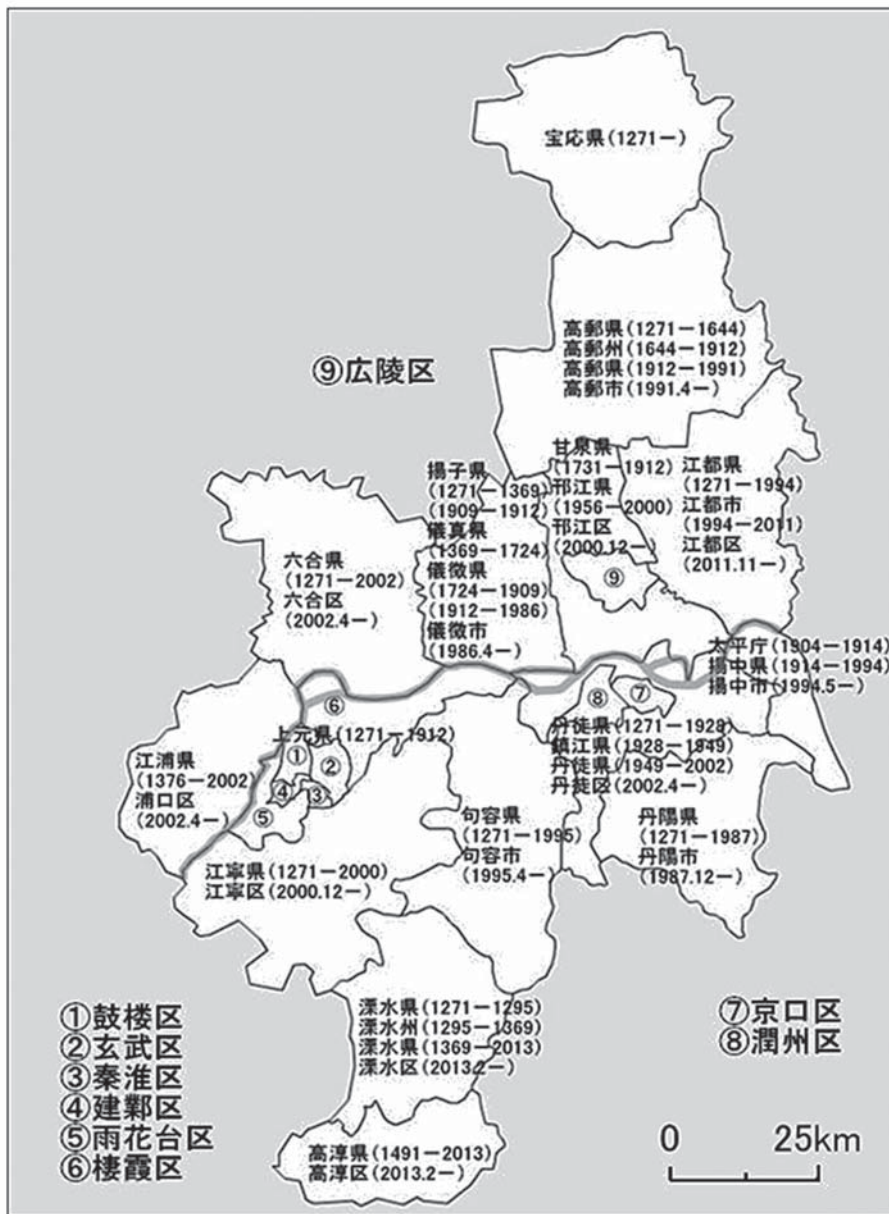 宝応県(1271ー)
高郵県(1271ー1644)
高郵州(1644ー1912)
高郵県(1912ー1991)
高郵市(1991.4ー)
⑨広陵区
甘泉県
(1731ー1912)
邗江県
(1956ー2000)
邗江区
(2000.12ー)
⑨
江都県
(1271ー1994)
江都市
(1994ー2011)
江都区
(2011.11ー)
揚子県
(1271ー1369)
(1909ー1912)
儀真県
(1369ー1724)
儀徴県
(1724ー1909)
(1912ー1986)
儀徴市
(1986.4ー)
六合県
(1271ー2002)
六合区
(2002.4ー)
太平庁(1904ー1914)
揚中県(1914ー1994)
揚中市(1994.5ー)
⑦
⑧
⑥
丹徒県(1271ー1928)
鎮江県(1928ー1949)
丹徒県(1949ー2002)
丹徒区(2002.4ー)
上元県(1271ー1912)
①
②
③
④
⑤
江浦県
(1376ー2002)
浦口区
(2002.4ー)
句容県
(1271ー1995)
句容市
(1995.4ー)
丹陽県
(1271ー1987)
丹陽市
(1987.12ー)
江寧県(1271ー2000)
江寧区(2000.12ー)
溧水県(1271ー1295)
溧水州(1295ー1369)
溧水県(1369ー2013)
溧水区(2013.2ー)
高淳県(1491ー2013)
高淳区(2013.2ー)
①鼓楼区
②玄武区
③秦淮区
④建鄴区
⑤雨花台区
⑥棲霞区
⑦京口区
⑧潤州区
0 25km